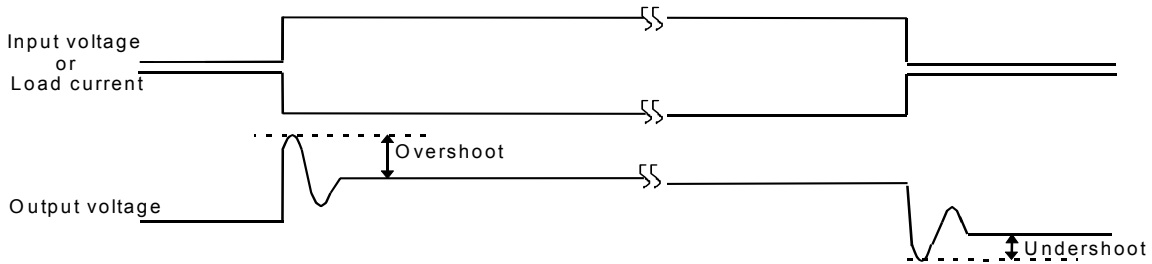 Input voltage
or
Load current
Overshoot
Output voltage
Undershoot